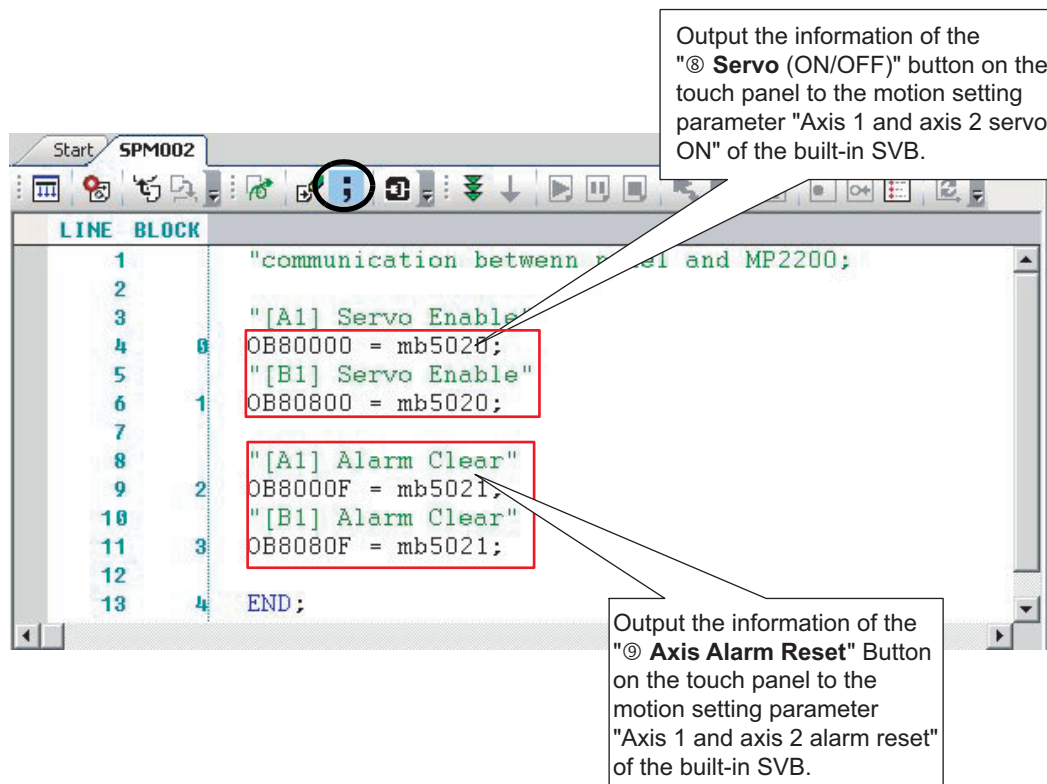 Output the information of the
"⑧ Servo (ON/OFF)" button on the
touch panel to the motion setting
parameter "Axis 1 and axis 2 servo
ON" of the built-in SVB.
Start SPM002
;
LINE BLOCK
1 "communication betwenn and MP2200;
2
3 "[A1] Servo Enable"
4 0 OB80000 = mb5020;
5 "[B1] Servo Enable"
6 1 OB80800 = mb5020;
7
8 "[A1] Alarm Clear"
9 2 OB8000F = mb5021;
10 "[B1] Alarm Clear"
11 3 OB8080F = mb5021;
12
13 4 END;
Output the information of the
"⑨ Axis Alarm Reset" Button
on the touch panel to the
motion setting parameter
"Axis 1 and axis 2 alarm reset"
of the built-in SVB.